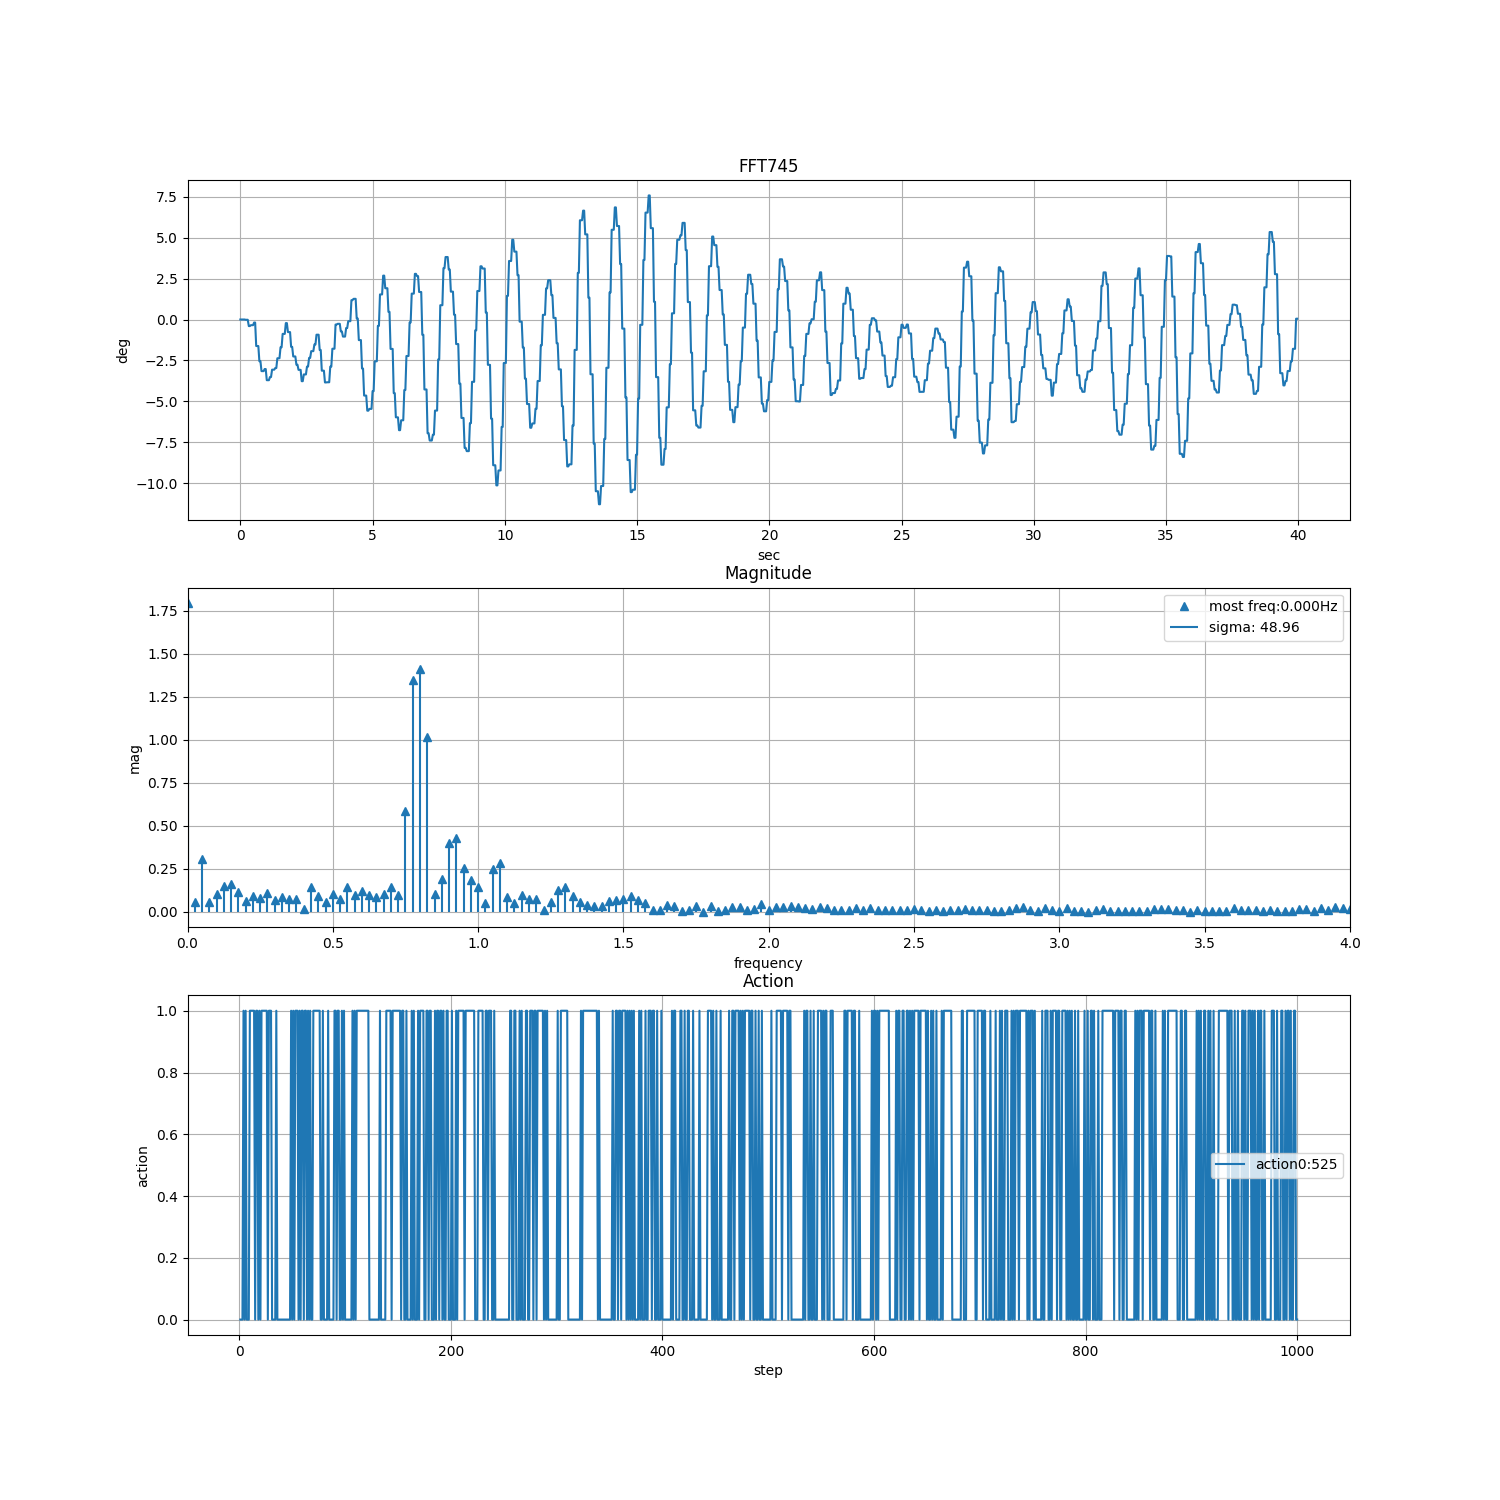 FFT745
7.5
5.0
2.5
0.0
−2.5
−5.0
−7.5
−10.0
deg
0 5 10 15 20 25 30 35 40
sec
Magnitude
1.75
1.50
1.25
1.00
0.75
0.50
0.25
0.00
mag
most freq:0.000Hz
sigma: 48.96
0.0 0.5 1.0 1.5 2.0 2.5 3.0 3.5 4.0
frequency
Action
1.0
0.8
0.6
0.4
0.2
0.0
action
action0:525
0 200 400 600 800 1000
step